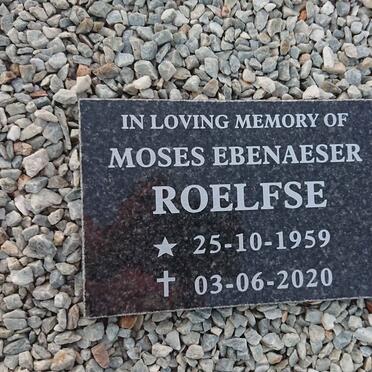 IN LOVING MEMORY OF
MOSES EBENAESER
ROELFSE
★ 25-10-1959
✝ 03-06-2020